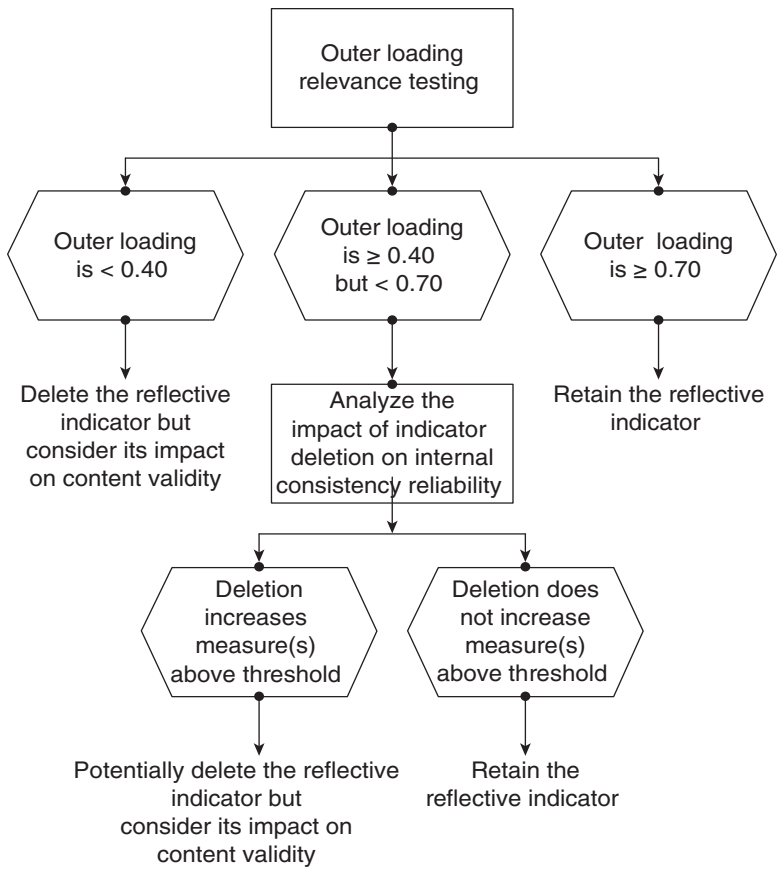 Outer loading
relevance testing
Outer loading
is < 0.40
Outer loading
is ≥ 0.40
but < 0.70
Outer loading
is ≥ 0.70
Delete the reflective
indicator but
consider its impact
on content validity
Analyze the
impact of indicator
deletion on internal
consistency reliability
Retain the reflective
indicator
Deletion
increases
measure(s)
above threshold
Deletion does
not increase
measure(s)
above threshold
Potentially delete the reflective
indicator but
consider its impact on
content validity
Retain the
reflective indicator